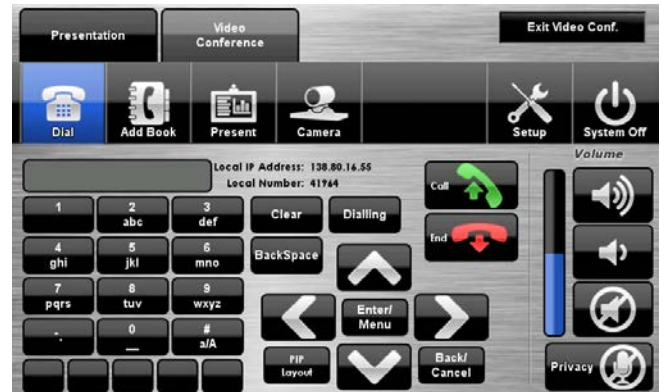 Presentation
Video
Conference
Exit Video Conf.
Dial
Add Book
Present
Camera
Setup
System Off
Volume
Local IP Address: 138.80.16.55
Local Number: 41964
Call
1
2
abc
3
def
Clear
Dialling
End
4
ghi
5
jkl
6
mno
BackSpace
7
pqrs
8
tuv
9
wxyz
Enter/
Menu
0
_
#
a/A
PIP
Layout
Back/
Cancel
Privacy